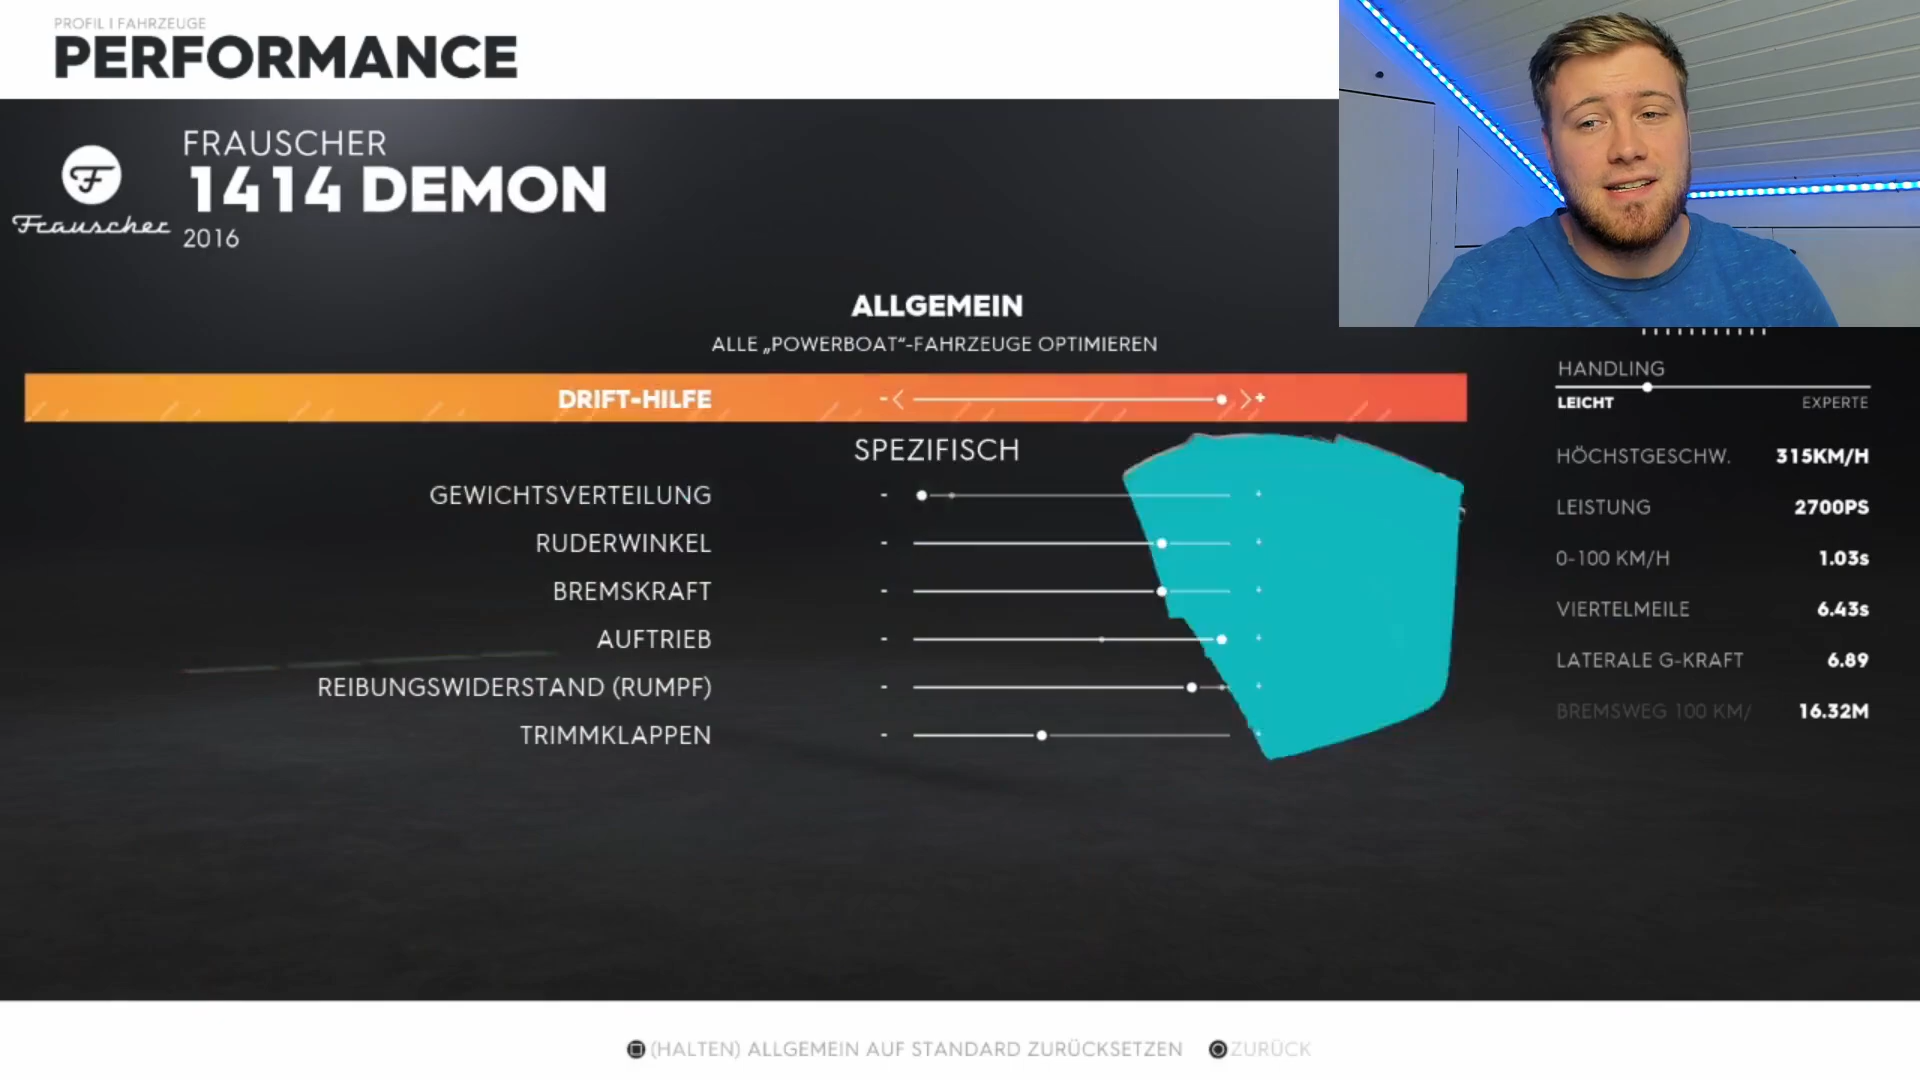 PROFIL I FAHRZEUGE
PERFORMANCE
FRAUSCHER
1414 DEMON
2016
F
Frauscher
ALLGEMEIN
ALLE „POWERBOAT“-FAHRZEUGE OPTIMIEREN
DRIFT-HILFE - < > +
SPEZIFISCH
GEWICHTSVERTEILUNG - +
RUDERWINKEL - +
BREMSKRAFT - +
AUFTRIEB - +
REIBUNGSWIDERSTAND (RUMPF) - +
TRIMMKLAPPEN -
HANDLING
LEICHT EXPERTE
HÖCHSTGESCHW. 315KM/H
LEISTUNG 2700PS
0-100 KM/H 1.03s
VIERTELMEILE 6.43s
LATERALE G-KRAFT 6.89
BREMSWEG 100 KM/ 16.32M
(HALTEN) ALLGEMEIN AUF STANDARD ZURÜCKSETZEN ZURÜCK